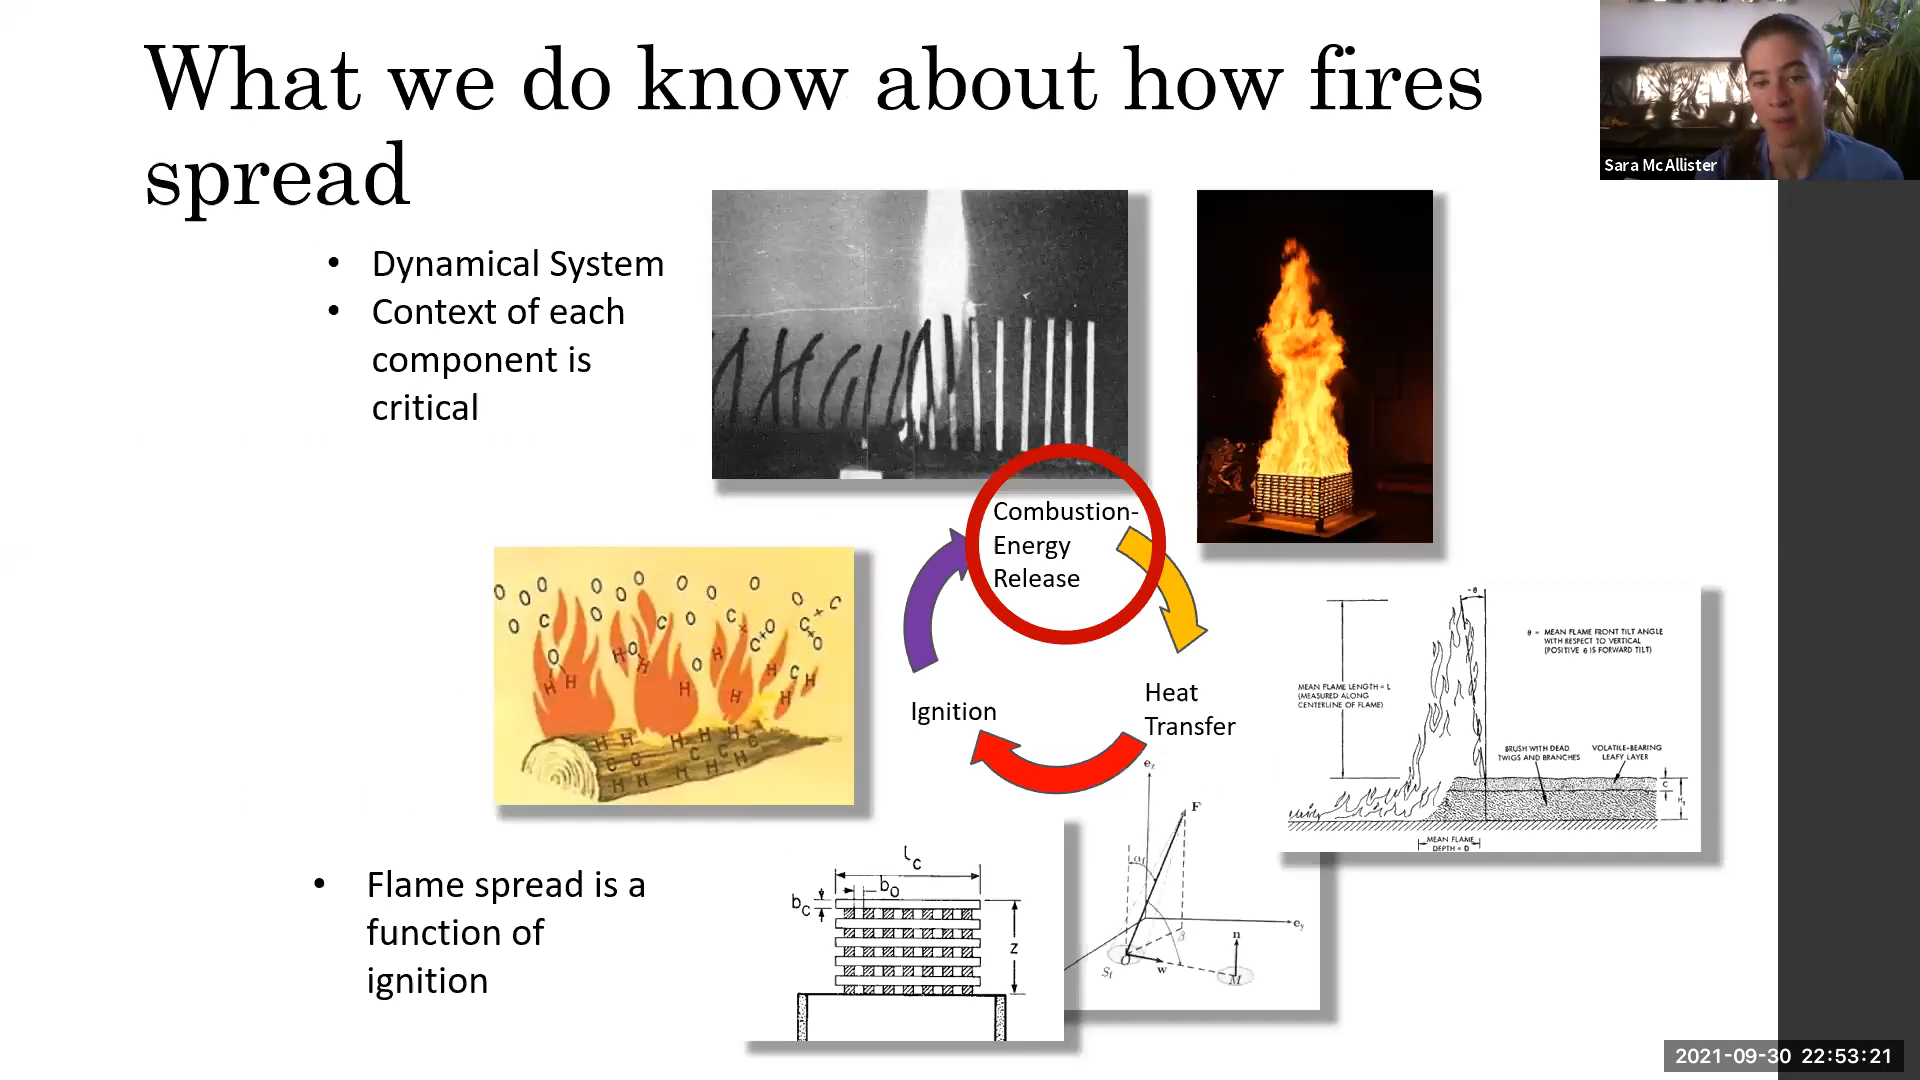 What we do know about how fires
spread
Sara McAllister
• Dynamical System
• Context of each
component is
critical
Combustion-
Energy
Release
Heat
Transfer
Ignition
θ = MEAN FLAME FRONT TILT ANGLE
WITH RESPECT TO VERTICAL
(POSITIVE θ IS FORWARD TILT)
MEAN FLAME LENGTH = L
(MEASURED ALONG
CENTERLINE OF FLAME)
BRUSH WITH DEAD
TWIGS AND BRANCHES
VOLATILE-BEARING
LEAFY LAYER
C
MEAN FLAME
DEPTH = D
• Flame spread is a
function of
ignition
l c
b c
b o
z
e z
F
e y
β
n
O
w
M
S f
2021-09-30 22:53:21